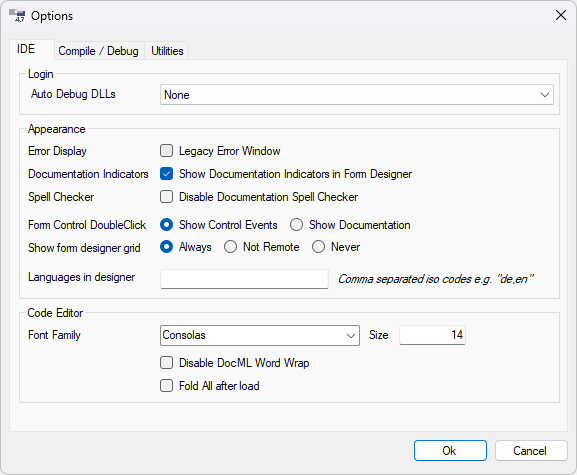 4.7 Options
IDE Compile / Debug Utilities
Login
Auto Debug DLLs None
Appearance
Error Display Legacy Error Window
Documentation Indicators Show Documentation Indicators in Form Designer
Spell Checker Disable Documentation Spell Checker
Form Control DoubleClick Show Control Events Show Documentation
Show form designer grid Always Not Remote Never
Languages in designer Comma separated iso codes e.g. "de,en"
Code Editor
Font Family Consolas Size 14
Disable DocML Word Wrap
Fold All after load
Ok Cancel